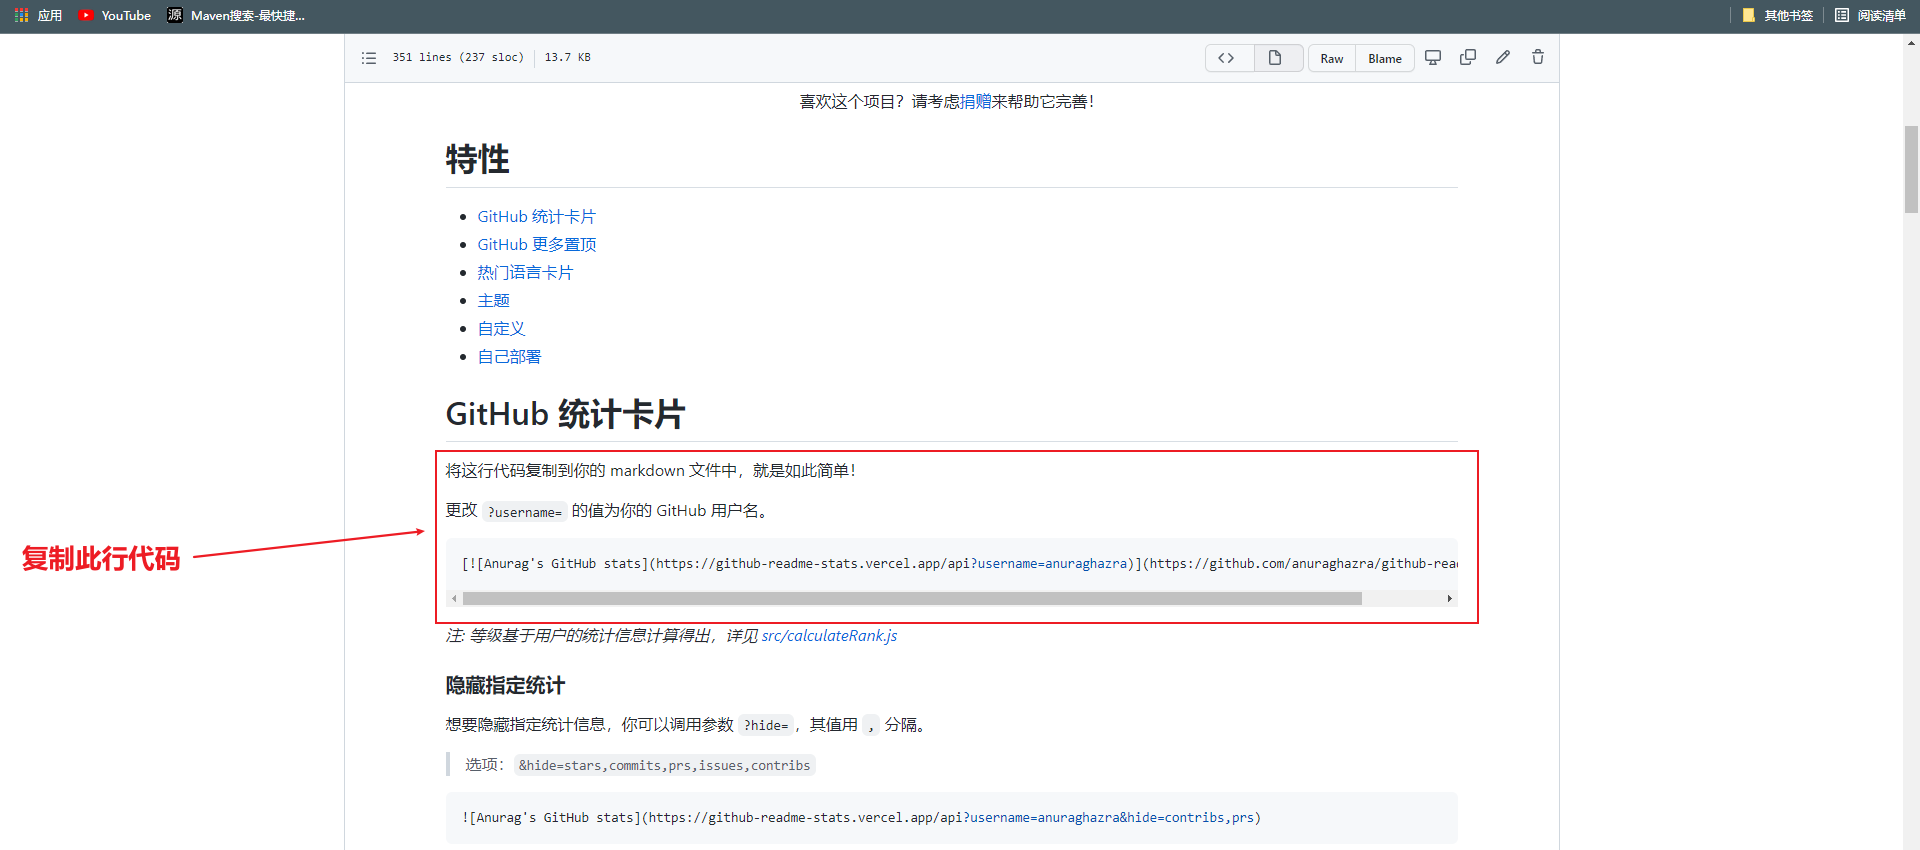 应用 YouTube 源 Maven搜索-最快捷... 其他书签 阅读清单
351 lines (237 sloc) 13.7 KB Raw Blame
喜欢这个项目？请考虑捐赠来帮助它完善！
特性
GitHub 统计卡片
GitHub 更多置顶
热门语言卡片
主题
自定义
自己部署
GitHub 统计卡片
将这行代码复制到你的 markdown 文件中，就是如此简单！
更改 ?username= 的值为你的 GitHub 用户名。
复制此行代码
[![Anurag's GitHub stats](https://github-readme-stats.vercel.app/api?username=anuraghazra)](https://github.com/anuraghazra/github-rea
注: 等级基于用户的统计信息计算得出，详见 src/calculateRank.js
隐藏指定统计
想要隐藏指定统计信息，你可以调用参数 ?hide=，其值用 , 分隔。
选项：&hide=stars,commits,prs,issues,contribs
![Anurag's GitHub stats](https://github-readme-stats.vercel.app/api?username=anuraghazra&hide=contribs,prs)